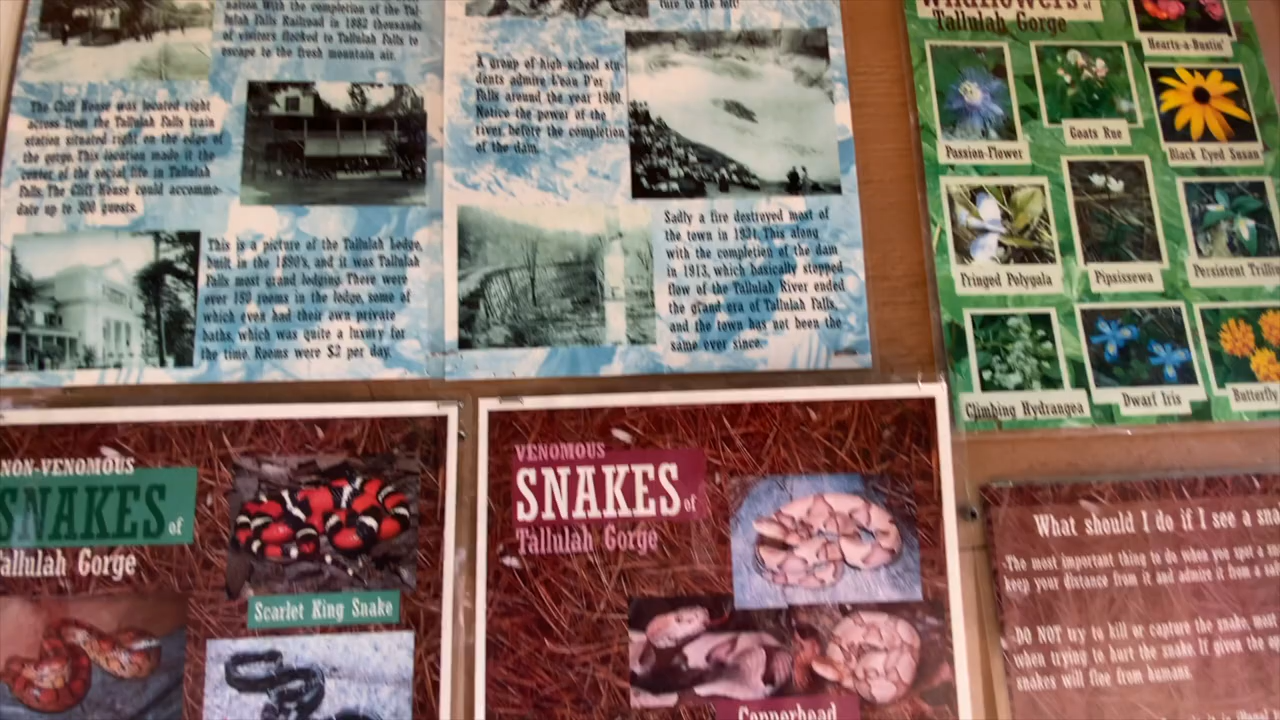 nation. With the completion of the Tal-
lulah Falls Railroad in 1882 thousands
of visitors flocked to Tallulah Falls to
escape to the fresh mountain air.
The Cliff House was located right
across from the Tallulah Falls train
station situated right on the edge of
the gorge. This location made it the
center of the social life in Tallulah
Falls. The Cliff House could accommo-
date up to 300 guests.
This is a picture of the Tallulah Lodge,
built in the 1890's, and it was Tallulah
Falls most grand lodging. There were
over 150 rooms in the lodge, some of
which even had their own private
baths, which was quite a luxury for
the time. Rooms were $2 per day.
ture to the left!
A group of high school stu-
dents admire L'eau D'or
Falls around the year 1900.
Notice the power of the
river before the completion
of the dam.
Sadly a fire destroyed most of
the town in 1921. This along
with the completion of the dam
in 1913, which basically stopped
flow of the Tallulah River ended
the grand era of Tallulah Falls,
and the town has not been the
same ever since.
Wildflowers of
Tallulah Gorge
Hearts-a-Bustin'
Passion-Flower
Goats Rue
Black Eyed Susan
Fringed Polygala
Pipsissewa
Persistent Trilliu
Climbing Hydrangea
Dwarf Iris
Butterfly
NON-VENOMOUS
SNAKES of
Tallulah Gorge
Scarlet King Snake
VENOMOUS
SNAKES of
Tallulah Gorge
Copperhead
What should I do if I see a sna
-The most important thing to do when you spot a
keep your distance from it and admire it from a saf
-DO NOT try to kill or capture the snake, most
when trying to hurt the snake. If given the op
snakes will flee from humans.